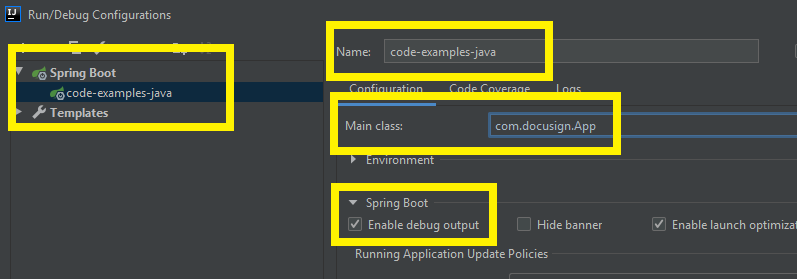 Run/Debug Configurations
Name: code-examples-java
Spring Boot
code-examples-java
Templates
Configuration Code Coverage Logs
Main class: com.docusign.App
Environment
Spring Boot
Enable debug output Hide banner Enable launch optimizat
Running Application Update Policies